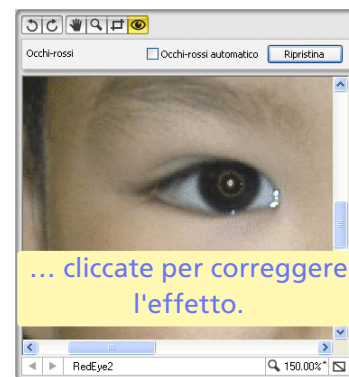 Occhi-rossi Occhi-rossi automatico Ripristina
… cliccate per correggere
l'effetto.
RedEye2 150.00%*